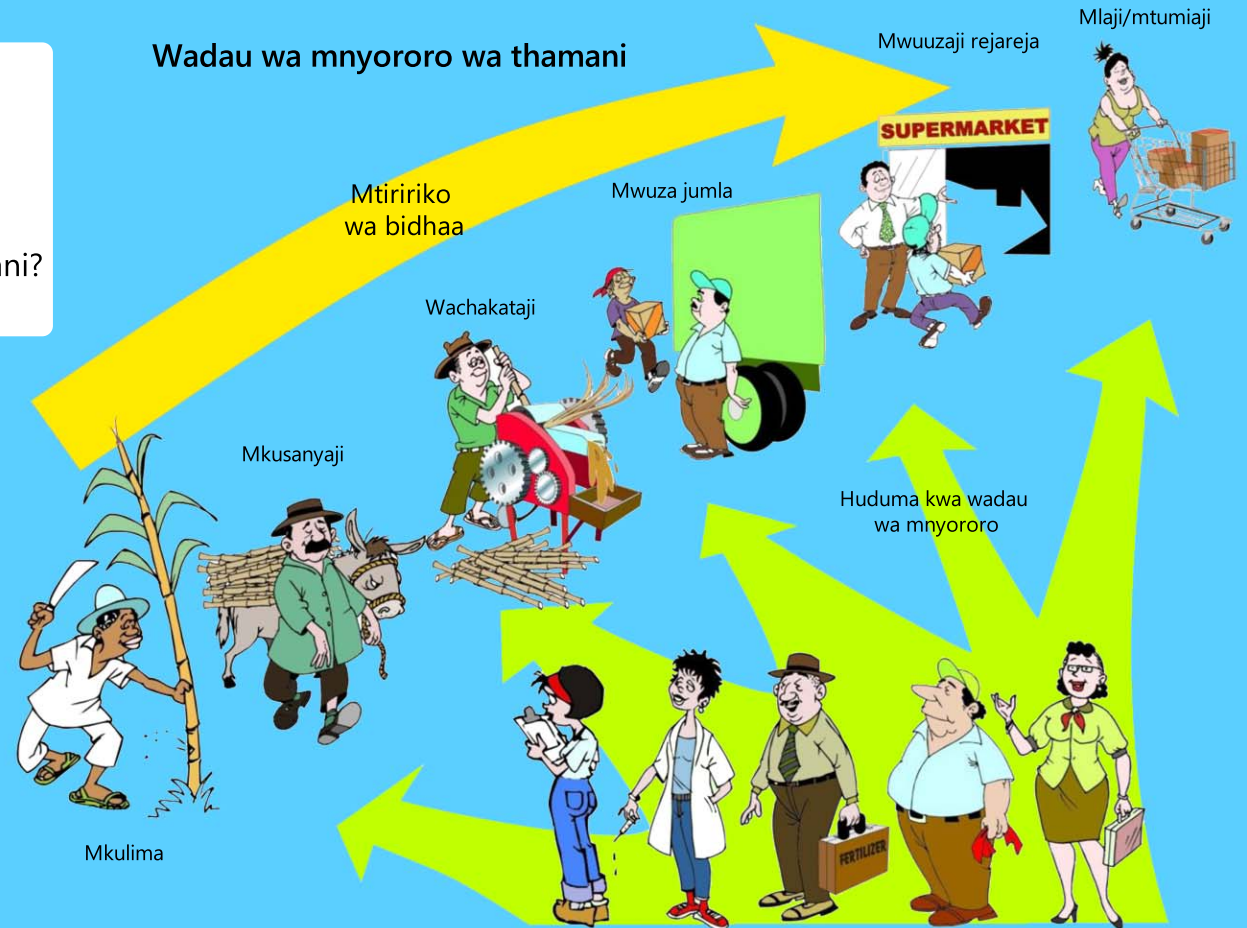 Wadau wa mnyororo wa thamani
Mlaji/mtumiaji
Mwuuzaji rejareja
SUPERMARKET
Mtiririko
wa bidhaa
Mwuza jumla
Wachakataji
Mkusanyaji
Huduma kwa wadau
wa mnyororo
Mkulima
FERTILIZER